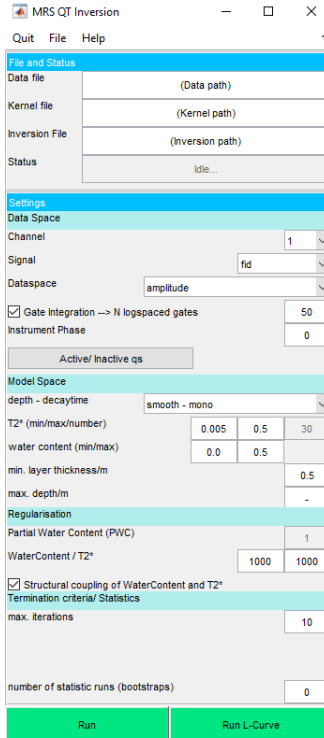 MRS QT Inversion
Quit File Help
File and Status
Data file (Data path)
Kernel file (Kernel path)
Inversion File (Inversion path)
Status Idle...
Settings
Data Space
Channel 1
Signal fid
Dataspace amplitude
Gate Integration --> N logspaced gates 50
Instrument Phase 0
Active/ Inactive qs
Model Space
depth - decaytime smooth - mono
T2* (min/max/number) 0.005 0.5 30
water content (min/max) 0.0 0.5
min. layer thickness/m 0.5
max. depth/m -
Regularisation
Partial Water Content (PWC) 1
WaterContent / T2* 1000 1000
Structural coupling of WaterContent and T2*
Termination criteria/ Statistics
max. iterations 10
number of statistic runs (bootstraps) 0
Run Run L-Curve